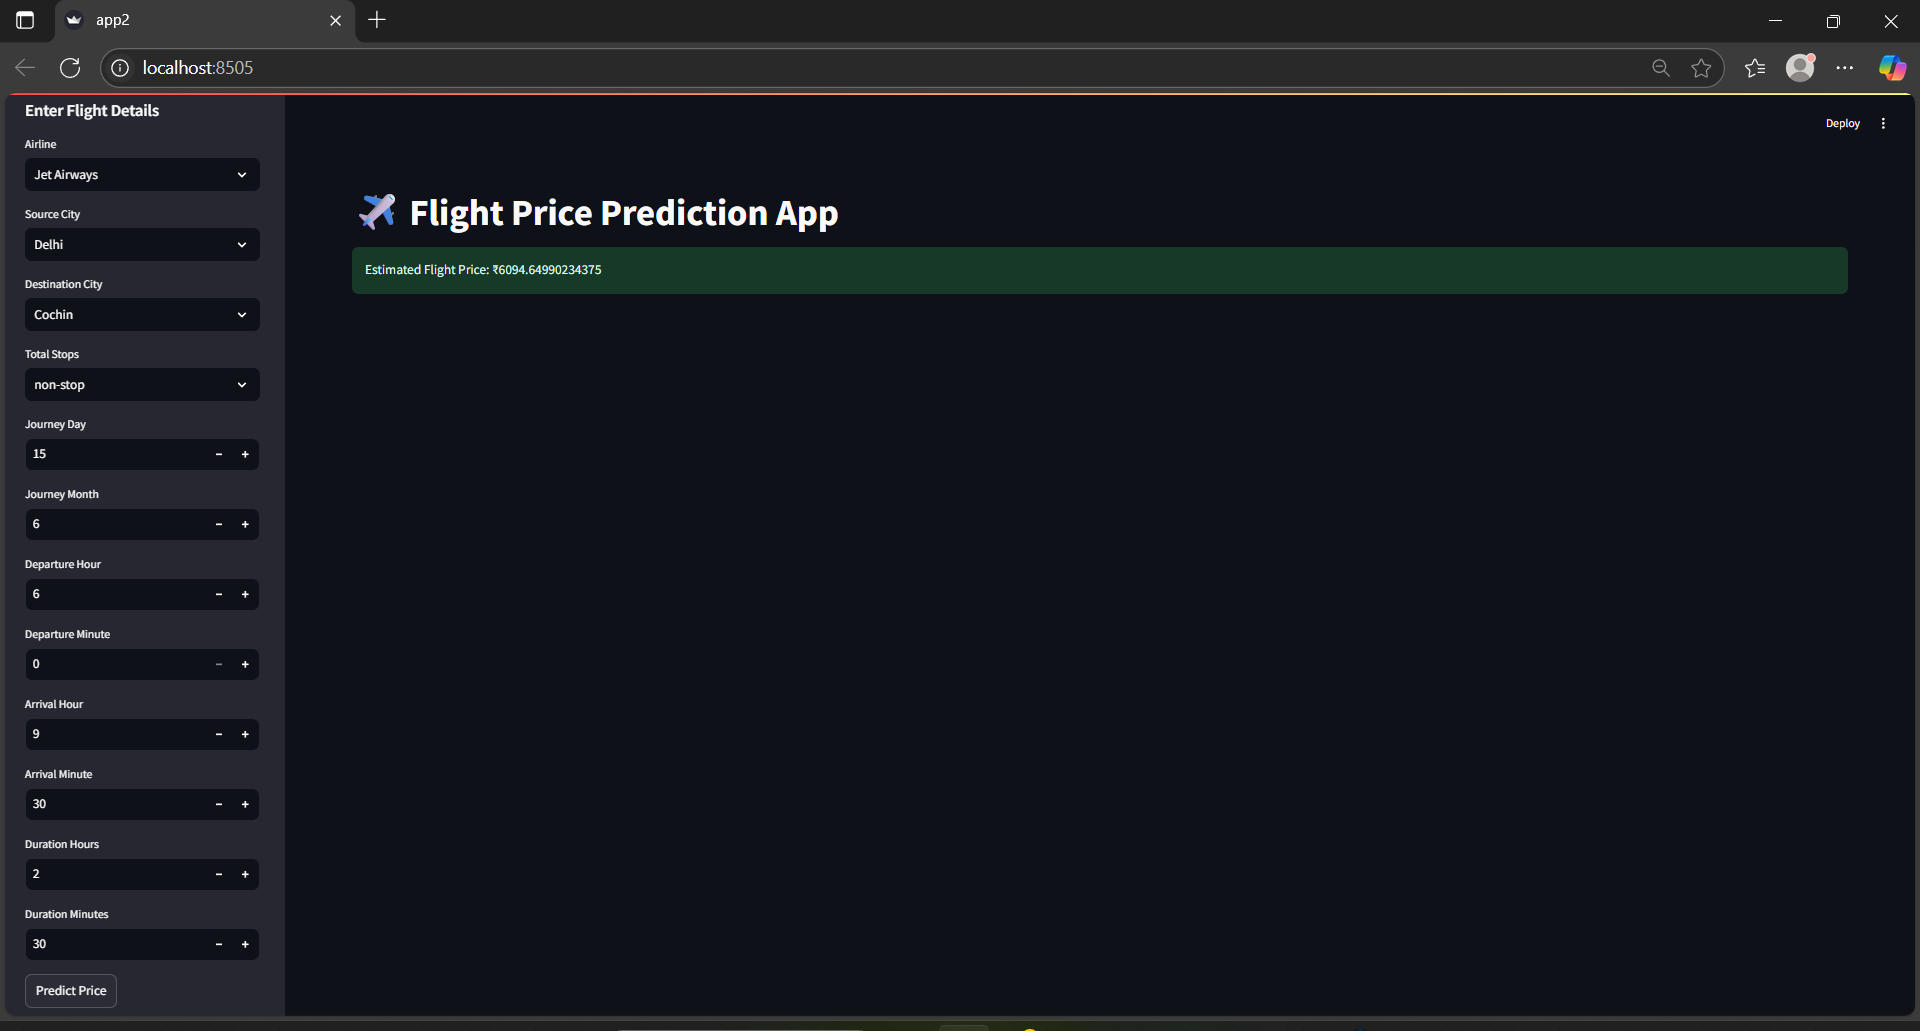 app2
localhost:8505
Enter Flight Details
Airline
Jet Airways
Source City
Delhi
Destination City
Cochin
Total Stops
non-stop
Journey Day
15
Journey Month
6
Departure Hour
6
Departure Minute
0
Arrival Hour
9
Arrival Minute
30
Duration Hours
2
Duration Minutes
30
Predict Price
Deploy
Flight Price Prediction App
Estimated Flight Price: ₹6094.64990234375